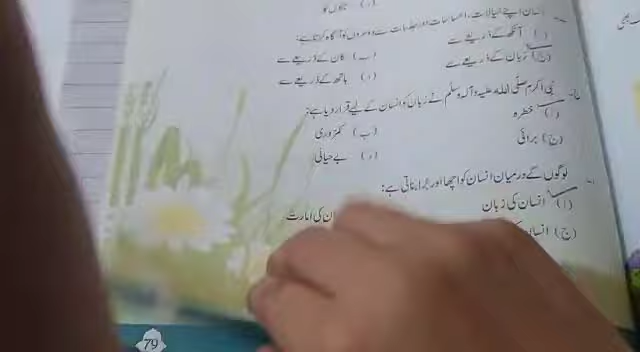 انسان اپنے خیالات، احساسات اور جذبات سے دوسروں کو آگاہ کرتا ہے:
(ا) آنکھ کے ذریعے سے (ب) کان کے ذریعے سے
(ج) زبان کے ذریعے سے (د) ہاتھ کے ذریعے سے
نبی اکرم صلَّی اللہ علیہ وآلہ وسلم نے زبان کو انسان کے لیے قرار دیا ہے:
(ا) خطرہ (ب) کمزوری
(ج) برائی (د) بے حیائی
لوگوں کے درمیان انسان کو اچھا اور برا بناتی ہے:
(ا) انسان کی زبان ن کی امارت
(ج)
79